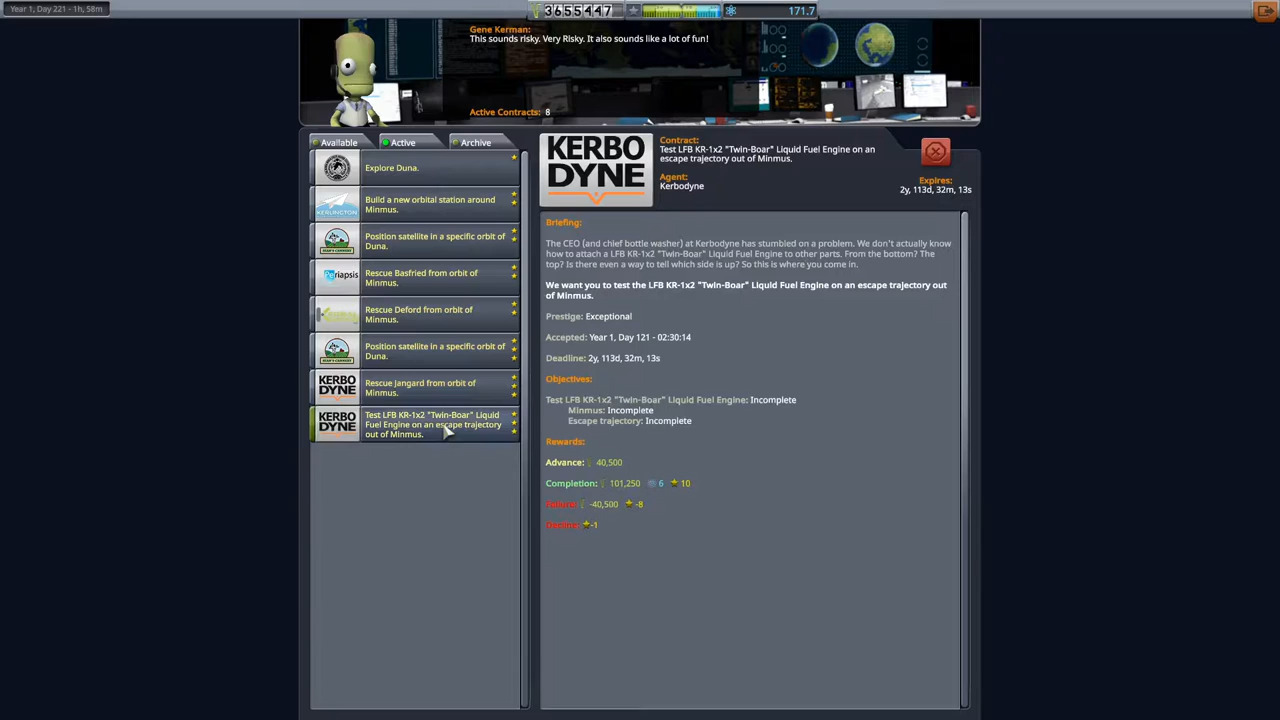 Year 1, Day 221 - 1h, 58m
3655447
171.7
Gene Kerman:
This sounds risky. Very Risky. It also sounds like a lot of fun!
Active Contracts: 8
Available
Active
Archive
Explore Duna.
KERLINGTON
Build a new orbital station around
Minmus.
Position satellite in a specific orbit of
Duna.
Periapsis
Rescue Basfried from orbit of
Minmus.
Rescue Deford from orbit of
Minmus.
Position satellite in a specific orbit of
Duna.
KERBO
DYNE
Rescue Jangard from orbit of
Minmus.
KERBO
DYNE
Test LFB KR-1x2 "Twin-Boar" Liquid
Fuel Engine on an escape trajectory
out of Minmus.
KERBO
DYNE
Contract:
Test LFB KR-1x2 "Twin-Boar" Liquid Fuel Engine on an
escape trajectory out of Minmus.
Agent:
Kerbodyne
Expires:
2y, 113d, 32m, 13s
Briefing:
The CEO (and chief bottle washer) at Kerbodyne has stumbled on a problem. We don't actually know
how to attach a LFB KR-1x2 "Twin-Boar" Liquid Fuel Engine to other parts. From the bottom? The
top? Is there even a way to tell which side is up? So this is where you come in.
We want you to test the LFB KR-1x2 "Twin-Boar" Liquid Fuel Engine on an escape trajectory out
of Minmus.
Prestige: Exceptional
Accepted: Year 1, Day 121 - 02:30:14
Deadline: 2y, 113d, 32m, 13s
Objectives:
Test LFB KR-1x2 "Twin-Boar" Liquid Fuel Engine: Incomplete
Minmus: Incomplete
Escape trajectory: Incomplete
Rewards:
Advance: 40,500
Completion: 101,250 6 10
Failure: -40,500 -8
Decline: -1